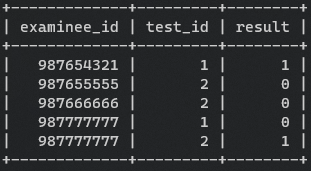 +-------------+---------+--------+
| examinee_id | test_id | result |
+-------------+---------+--------+
|   987654321 |       1 |      1 |
|   987655555 |       2 |      0 |
|   987666666 |       2 |      0 |
|   987777777 |       1 |      0 |
|   987777777 |       2 |      1 |
+-------------+---------+--------+